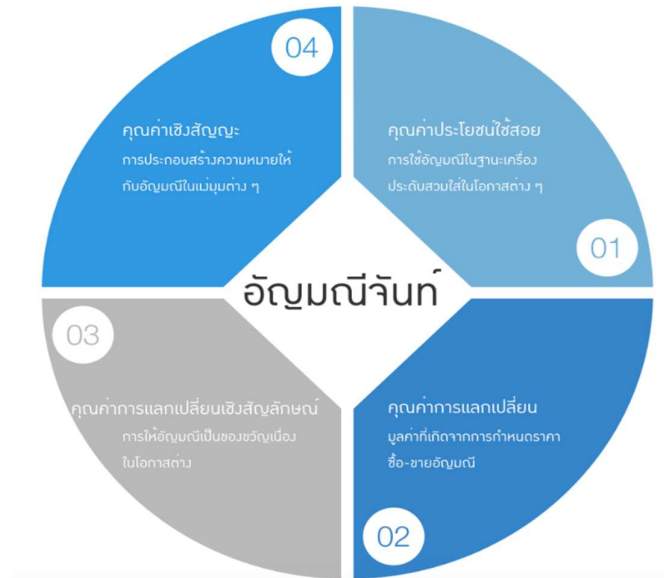 04
คุณค่าเชิงสัญญะ
การประกอบสร้างความหมายให้
กับอัญมณีในแง่มุมต่าง ๆ
คุณค่าประโยชน์ใช้สอย
การใช้อัญมณีในฐานะเครื่อง
ประดับสวมใส่ในโอกาสต่าง ๆ
01
อัญมณีจันท์
03
คุณค่าการแลกเปลี่ยนเชิงสัญลักษณ์
การให้อัญมณีเป็นของขวัญเนื่อง
ในโอกาสต่าง
คุณค่าการแลกเปลี่ยน
มูลค่าที่เกิดจากการกำหนดราคา
ซื้อ-ขายอัญมณี
02